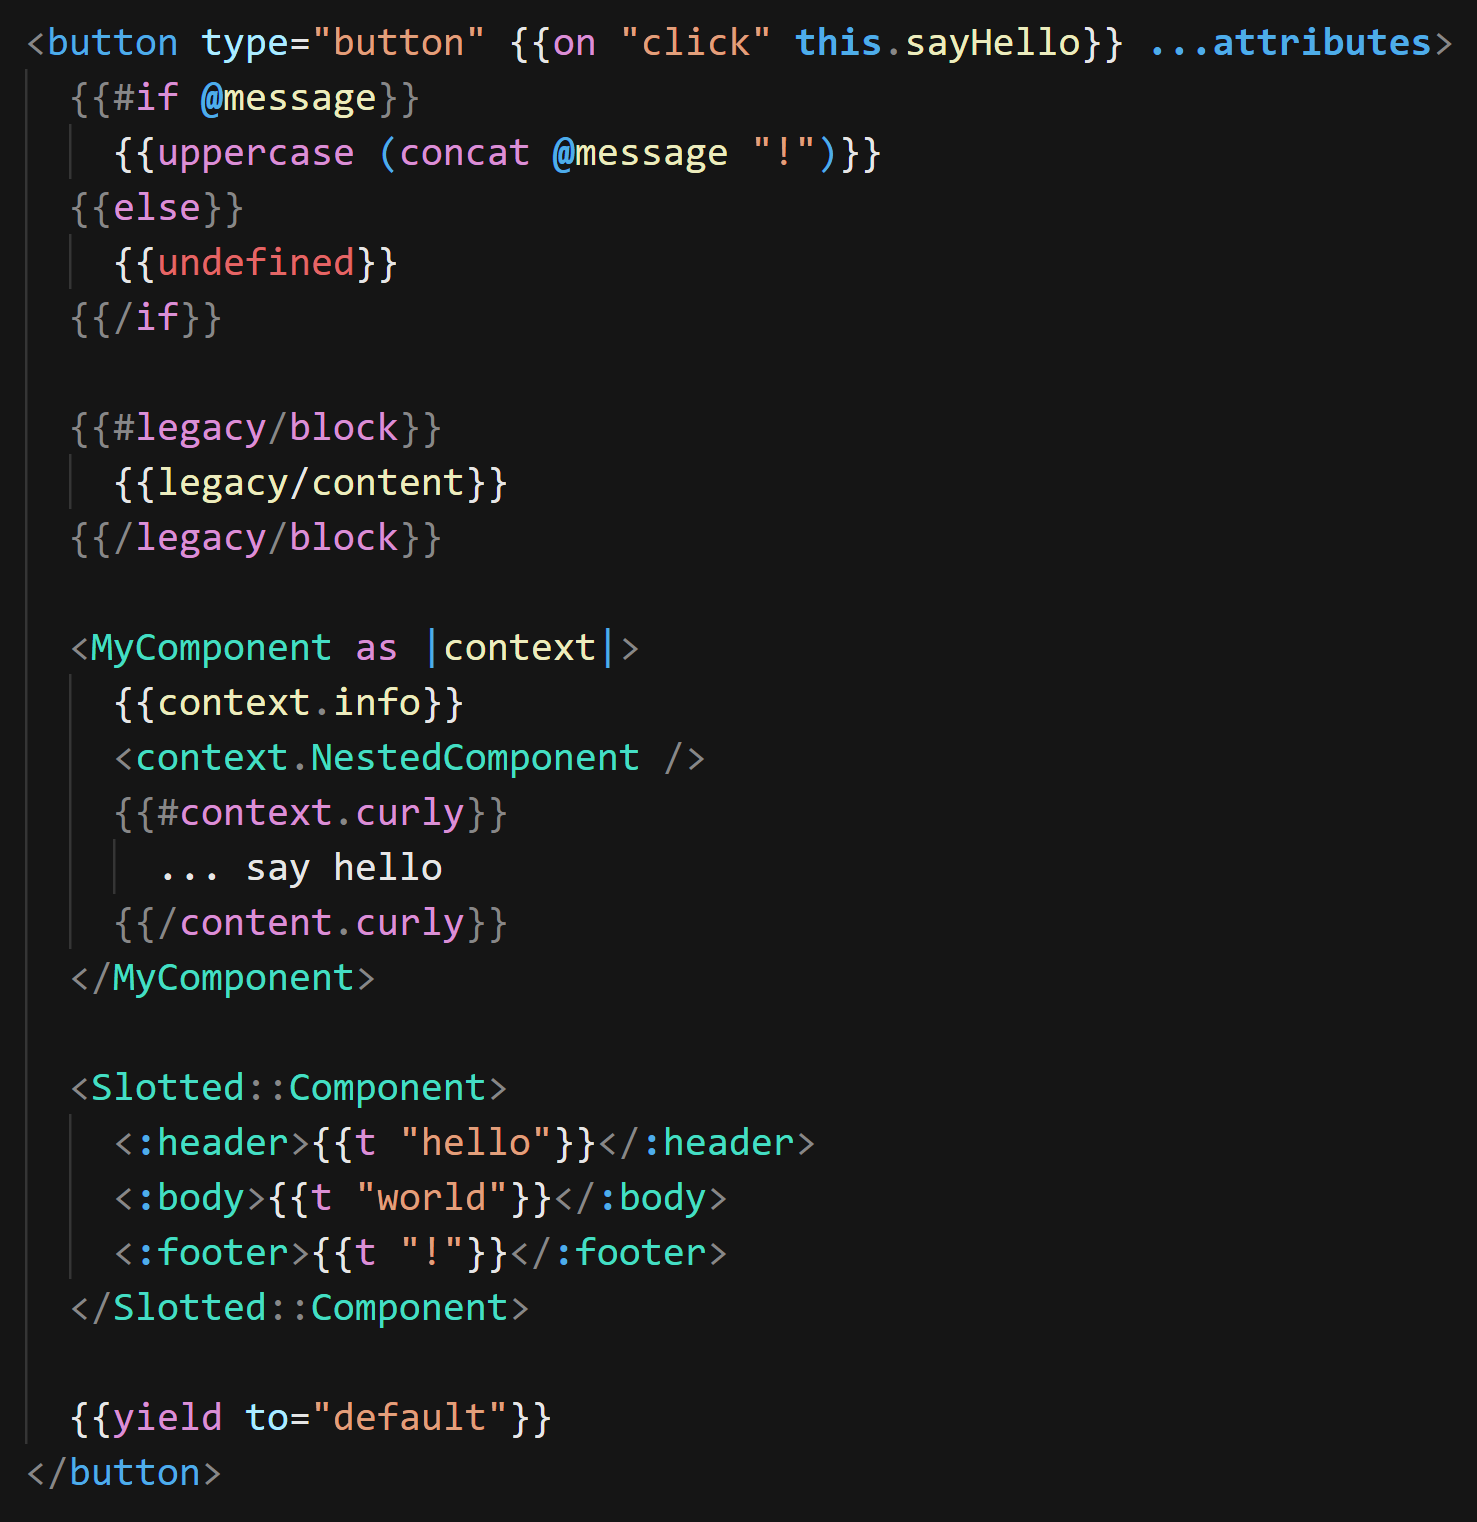 <button type="button" {{on "click" this.sayHello}} ...attributes>
  {{#if @message}}
    {{uppercase (concat @message "!")}}
  {{else}}
    {{undefined}}
  {{/if}}

  {{#legacy/block}}
    {{legacy/content}}
  {{/legacy/block}}

  <MyComponent as |context|>
    {{context.info}}
    <context.NestedComponent />
    {{#context.curly}}
      ... say hello
    {{/content.curly}}
  </MyComponent>

  <Slotted::Component>
    <:header>{{t "hello"}}</:header>
    <:body>{{t "world"}}</:body>
    <:footer>{{t "!"}}</:footer>
  </Slotted::Component>

  {{yield to="default"}}
</button>